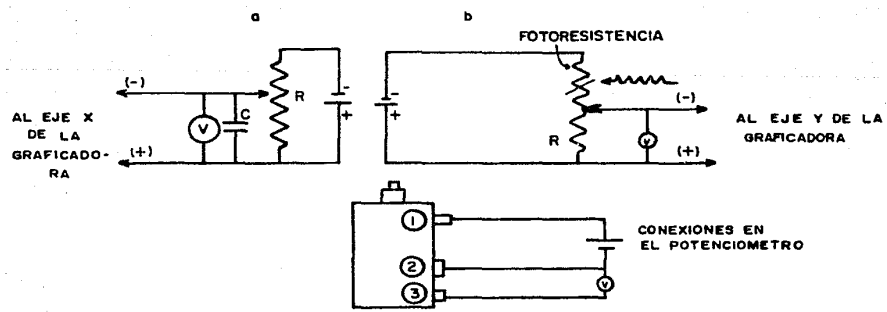 a
b
FOTORESISTENCIA
(-)
AL EJE X
DE LA
GRAFICADO-
RA
(+)
V
C
R
-
+
-
+
R
(-)
V
(+)
AL EJE Y DE LA
GRAFICADORA
1
2
3
V
CONEXIONES EN
EL POTENCIOMETRO